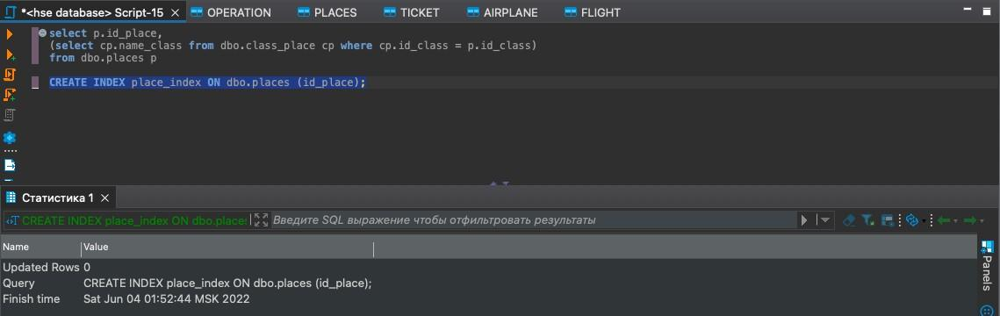 *<hse database> Script-15
OPERATION
PLACES
TICKET
AIRPLANE
FLIGHT
select p.id_place,
(select cp.name_class from dbo.class_place cp where cp.id_class = p.id_class)
from dbo.places p
CREATE INDEX place_index ON dbo.places (id_place);
Статистика 1
CREATE INDEX place_index ON dbo.places
Введите SQL выражение чтобы отфильтровать результаты
Name Value
Updated Rows 0
Query CREATE INDEX place_index ON dbo.places (id_place);
Finish time Sat Jun 04 01:52:44 MSK 2022
Panels